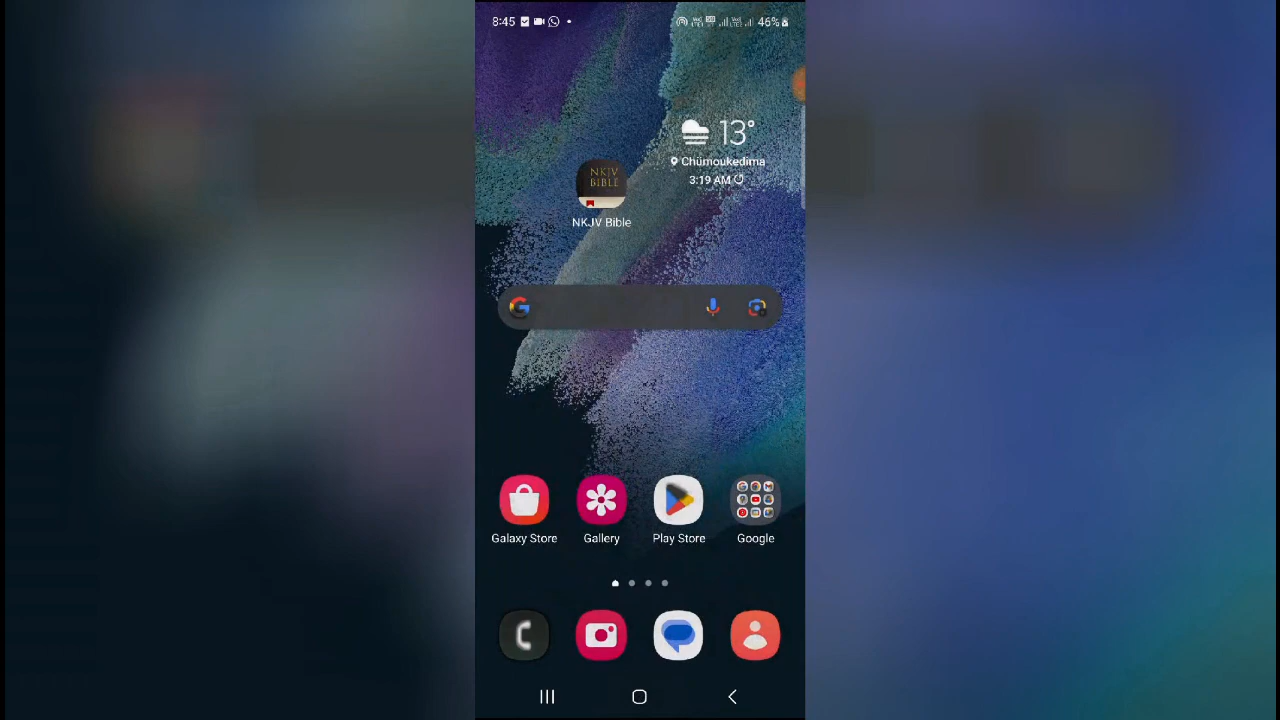 8:45
46%
13°
Chümoukedima
3:19 AM
NKJV
BIBLE
NKJV Bible
Galaxy Store
Gallery
Play Store
Google